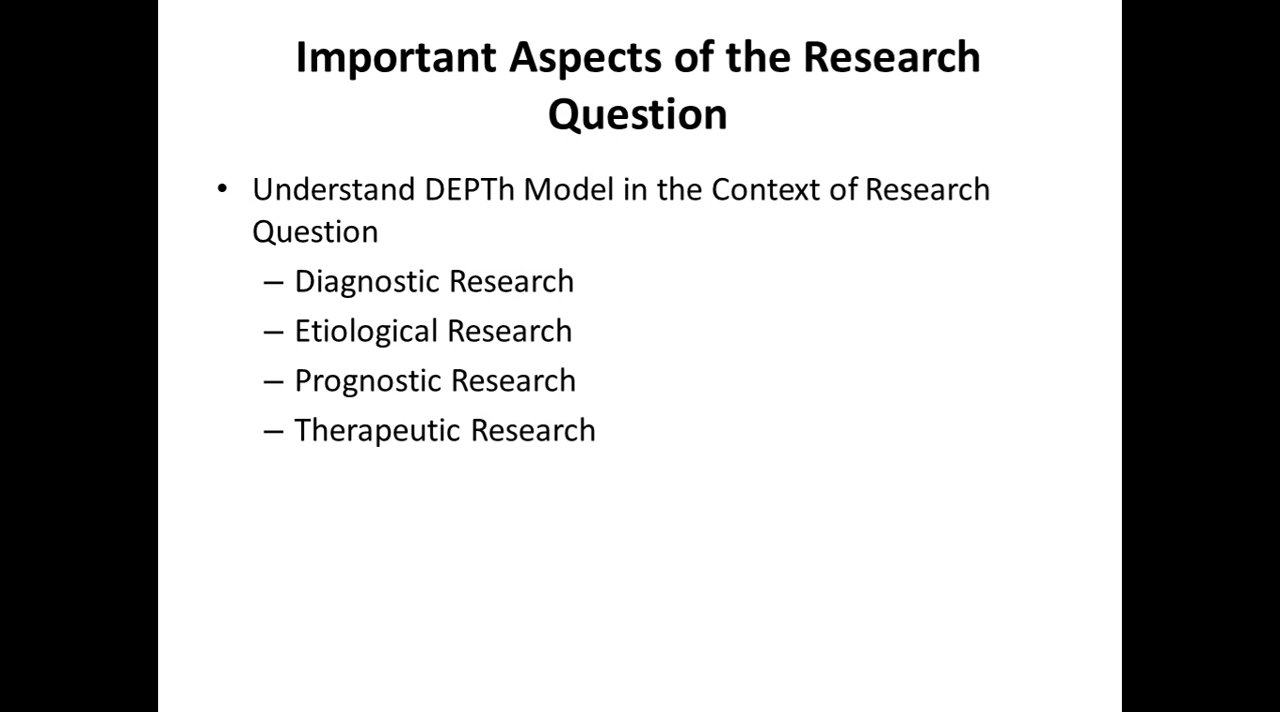 Important Aspects of the Research
Question
• Understand DEPTh Model in the Context of Research
Question
– Diagnostic Research
– Etiological Research
– Prognostic Research
– Therapeutic Research